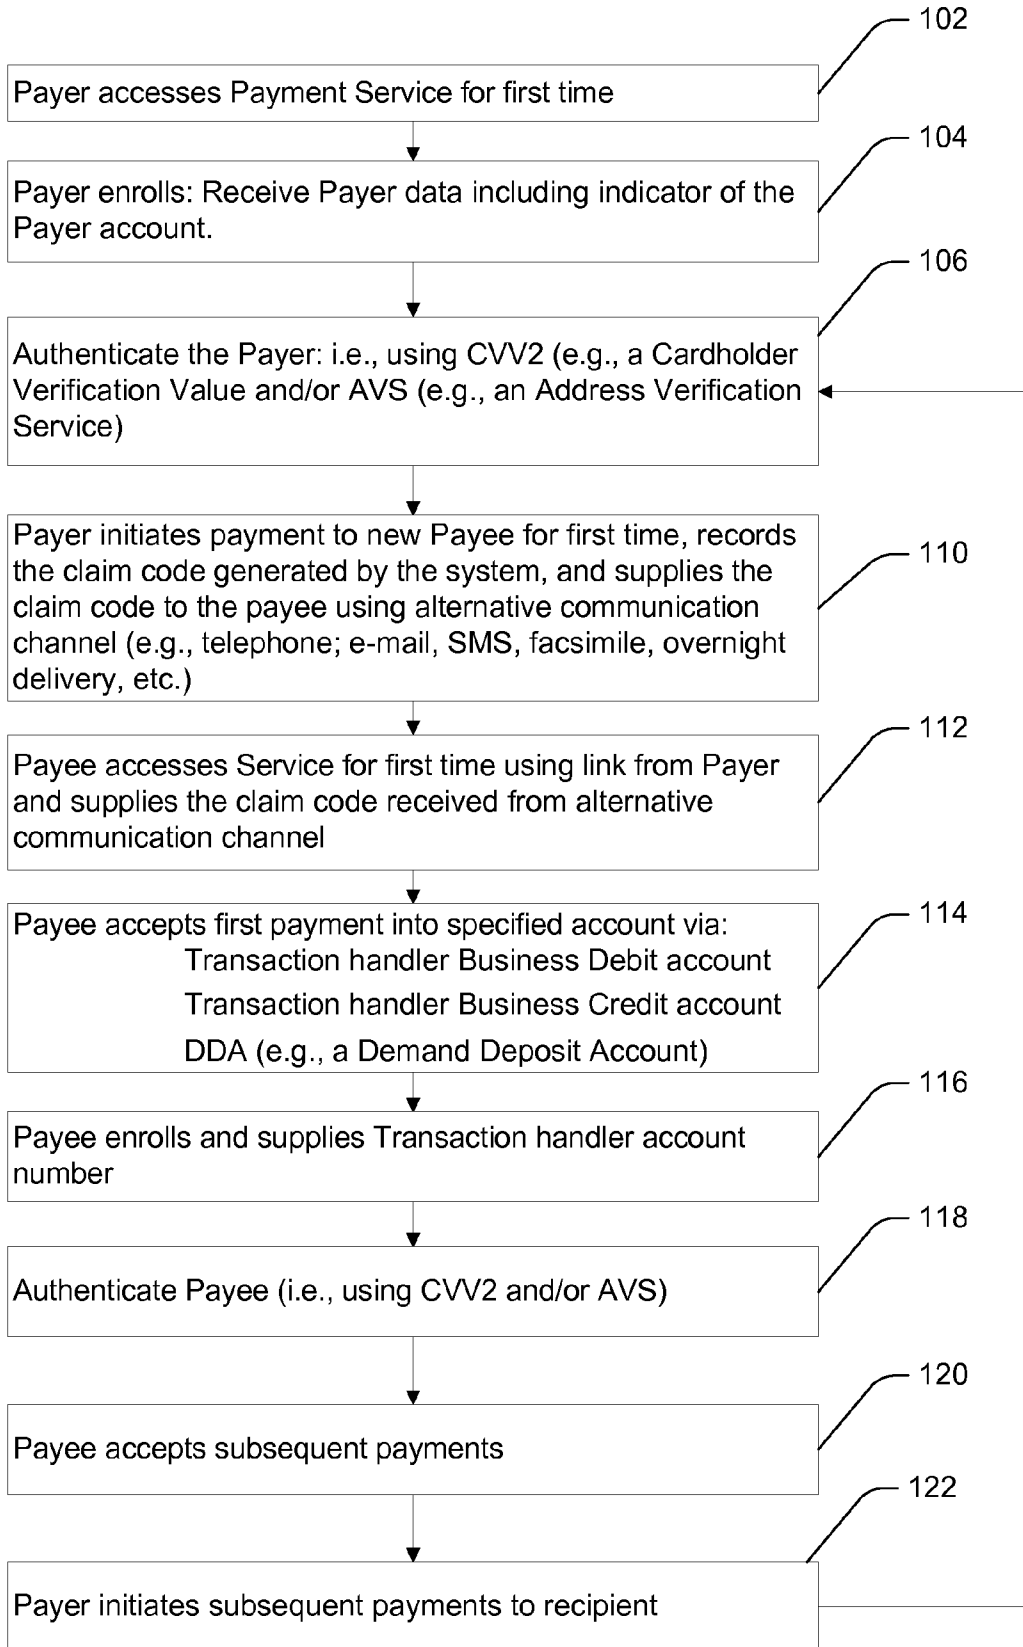 102
Payer accesses Payment Service for first time
104
Payer enrolls: Receive Payer data including indicator of the
Payer account.
106
Authenticate the Payer: i.e., using CVV2 (e.g., a Cardholder
Verification Value and/or AVS (e.g., an Address Verification
Service)
110
Payer initiates payment to new Payee for first time, records
the claim code generated by the system, and supplies the
claim code to the payee using alternative communication
channel (e.g., telephone; e-mail, SMS, facsimile, overnight
delivery, etc.)
112
Payee accesses Service for first time using link from Payer
and supplies the claim code received from alternative
communication channel
114
Payee accepts first payment into specified account via:
Transaction handler Business Debit account
Transaction handler Business Credit account
DDA (e.g., a Demand Deposit Account)
116
Payee enrolls and supplies Transaction handler account
number
118
Authenticate Payee (i.e., using CVV2 and/or AVS)
120
Payee accepts subsequent payments
122
Payer initiates subsequent payments to recipient